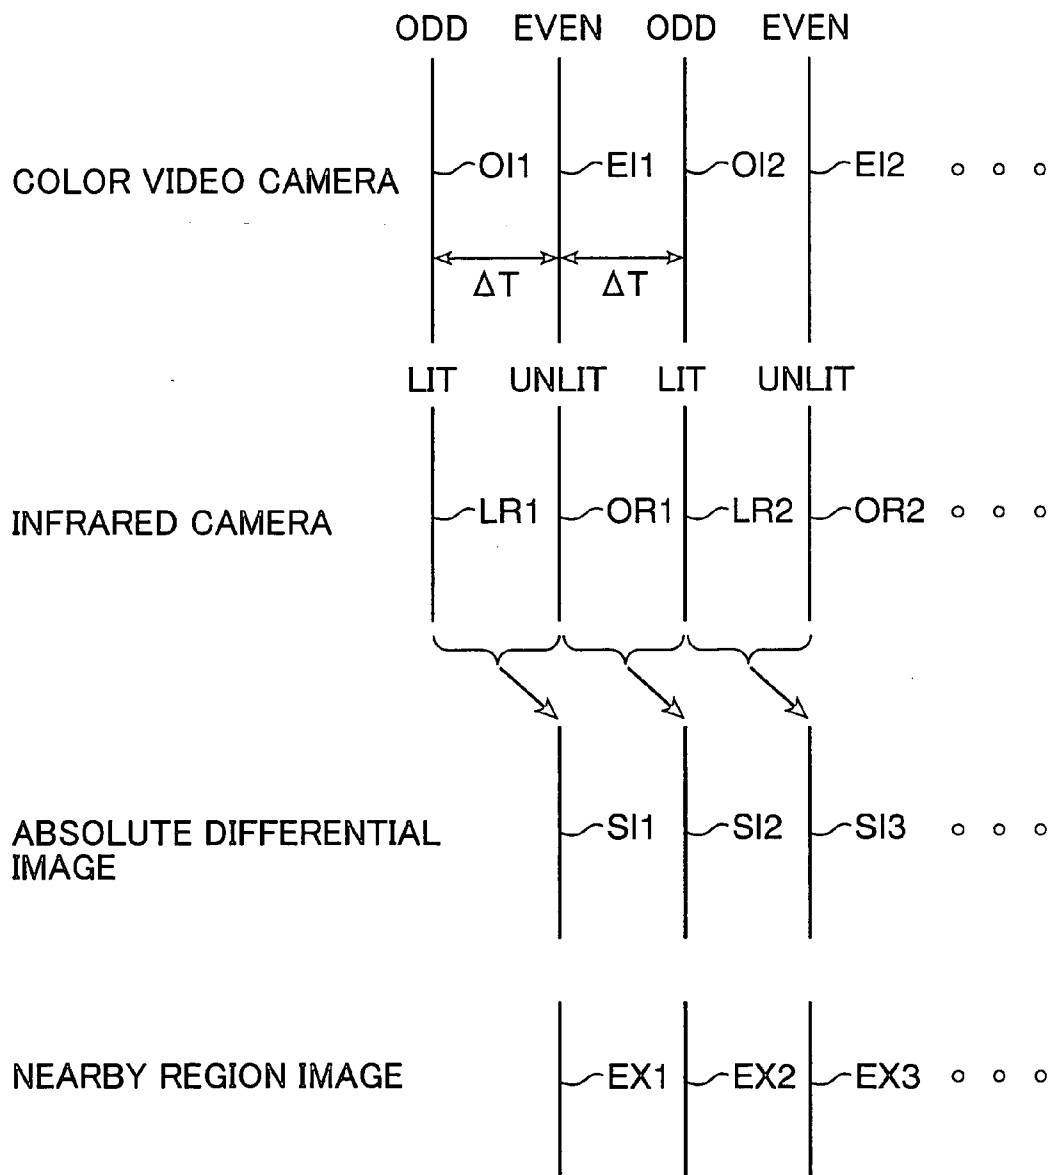 ODD EVEN ODD EVEN
COLOR VIDEO CAMERA OI1 EI1 OI2 EI2
ΔT ΔT
LIT UNLIT LIT UNLIT
INFRARED CAMERA LR1 OR1 LR2 OR2
ABSOLUTE DIFFERENTIAL SI1 SI2 SI3
IMAGE
NEARBY REGION IMAGE EX1 EX2 EX3